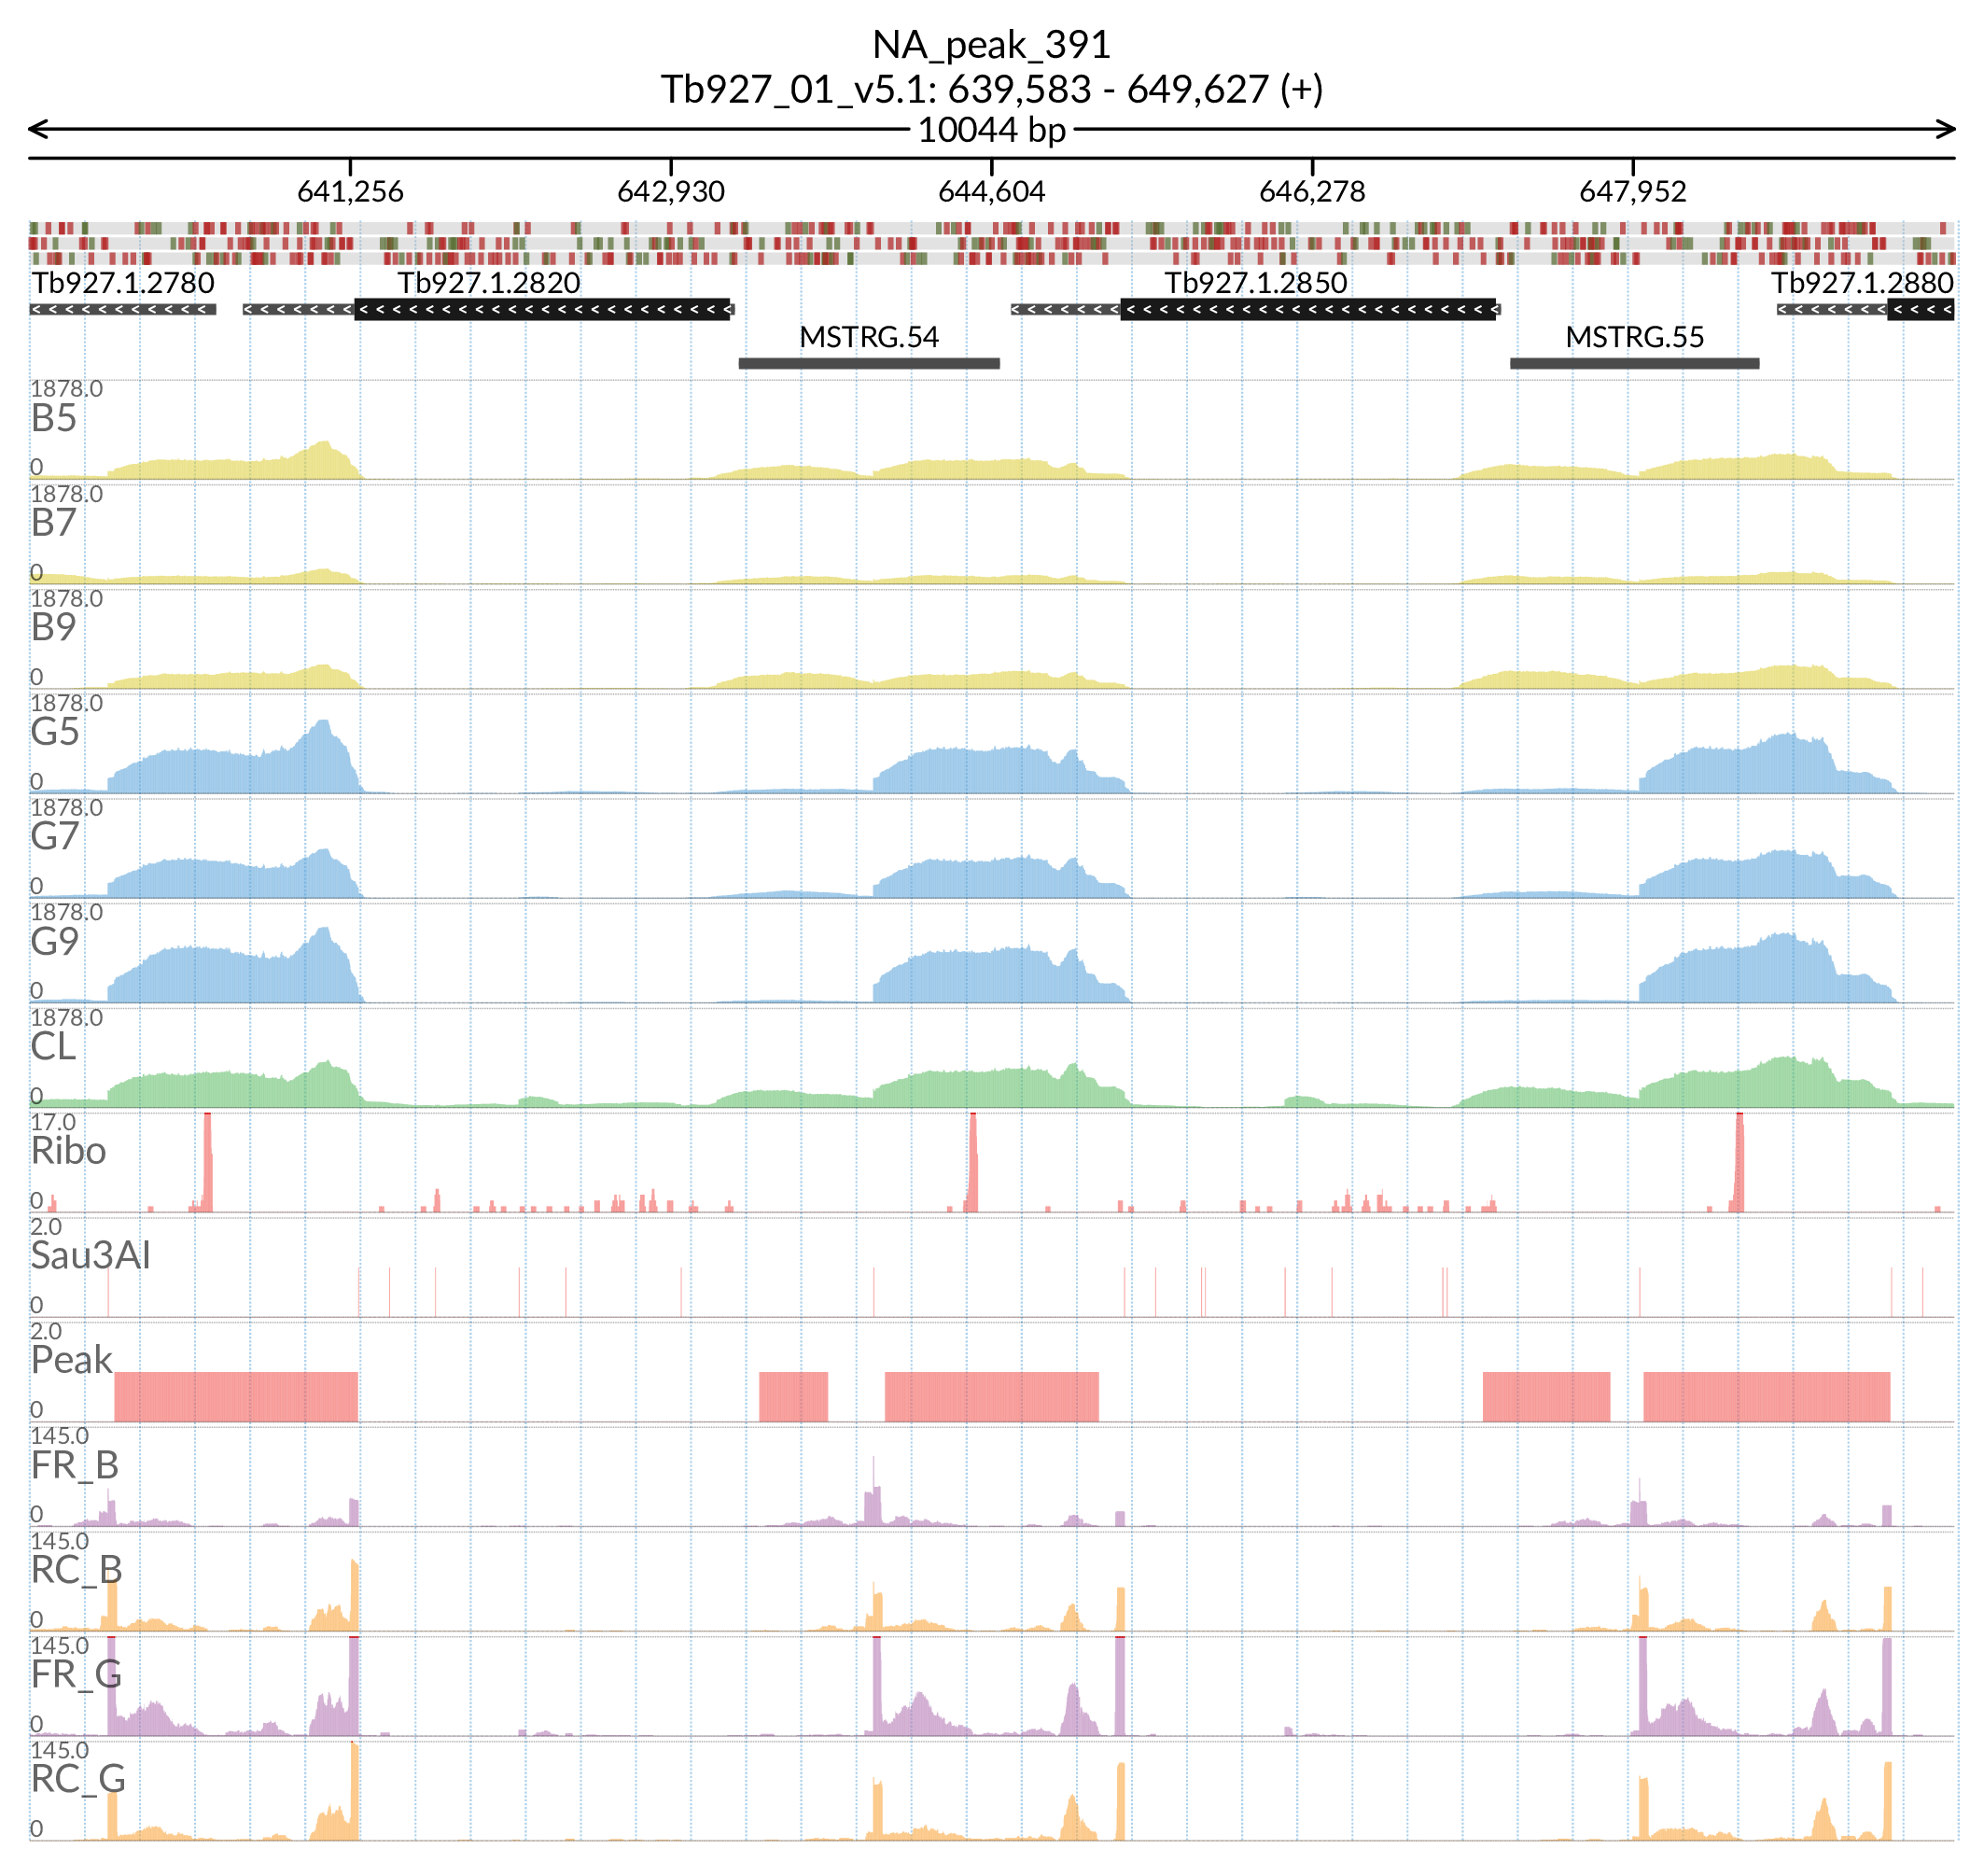 NA_peak_391
Tb927_01_v5.1: 639,583 - 649,627 (+)
10044 bp
641,256 642,930 644,604 646,278 647,952
Tb927.1.2780 Tb927.1.2820 Tb927.1.2850 Tb927.1.2880
MSTRG.54 MSTRG.55
1878.0
B5
0
1878.0
B7
0
1878.0
B9
0
1878.0
G5
0
1878.0
G7
0
1878.0
G9
0
1878.0
CL
0
17.0
Ribo
0
2.0
Sau3AI
0
2.0
Peak
0
145.0
FR_B
0
145.0
RC_B
0
145.0
FR_G
0
145.0
RC_G
0